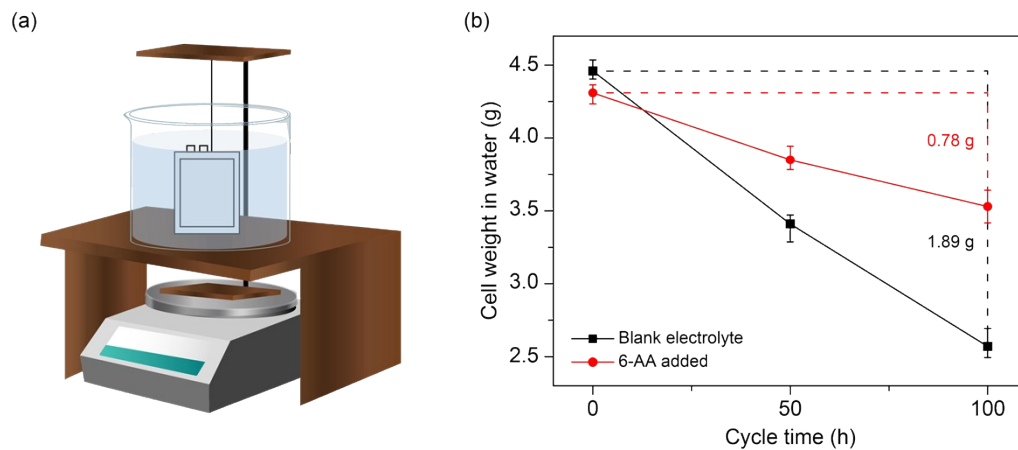 (a)
(b)
4.5
4.0
3.5
3.0
2.5
Cell weight in water (g)
0.78 g
1.89 g
Blank electrolyte
6-AA added
0
50
100
Cycle time (h)